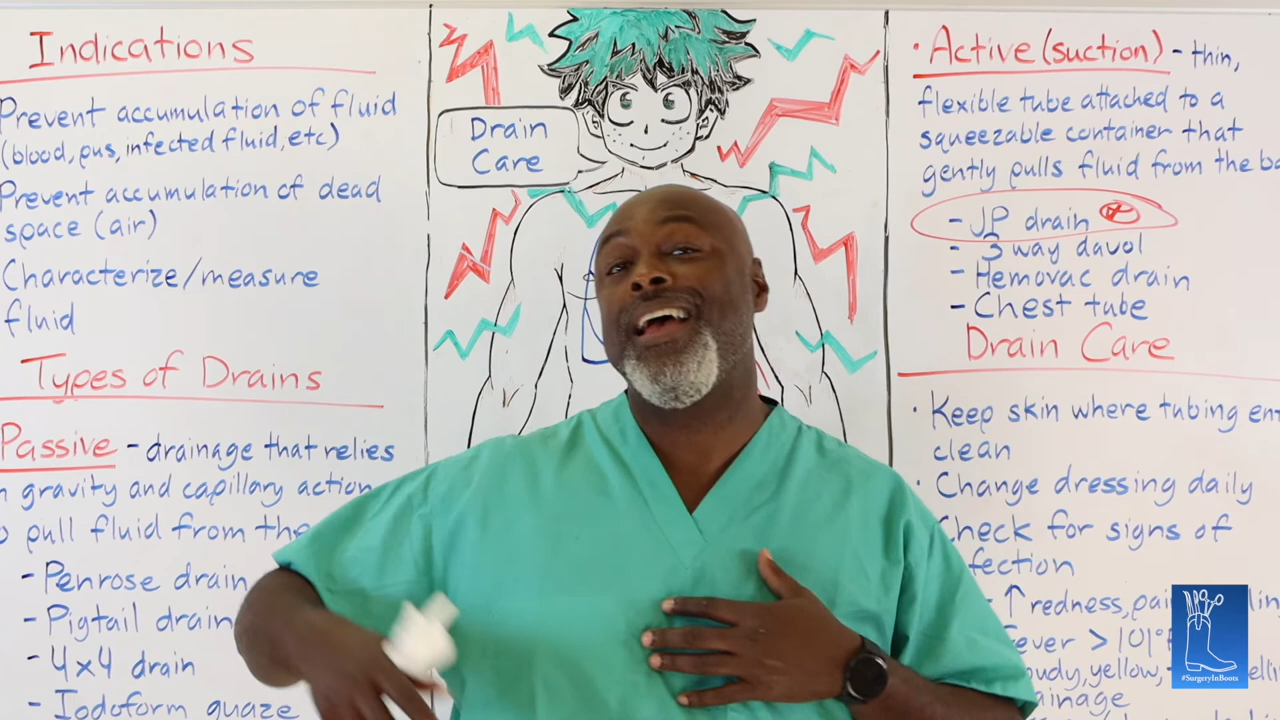 Indications
Prevent accumulation of fluid
(blood, pus, infected fluid, etc)
Prevent accumulation of dead
space (air)
Characterize/measure
fluid
Types of Drains
Passive - drainage that relies
gravity and capillary action
pull fluid from the
- Penrose drain
- Pigtail drain
- 4x4 drain
- Iodoform guaze
Drain
Care
• Active (suction) - thin,
flexible tube attached to a
squeezable container that
gently pulls fluid from the
- JP drain
- 3 way davol
- Hemovac drain
- Chest tube
Drain Care
• Keep skin where tubing
clean
• Change dressing daily
Check for signs of
- ↑ redness,
> 101°
yellow,
#SurgeryInBoots